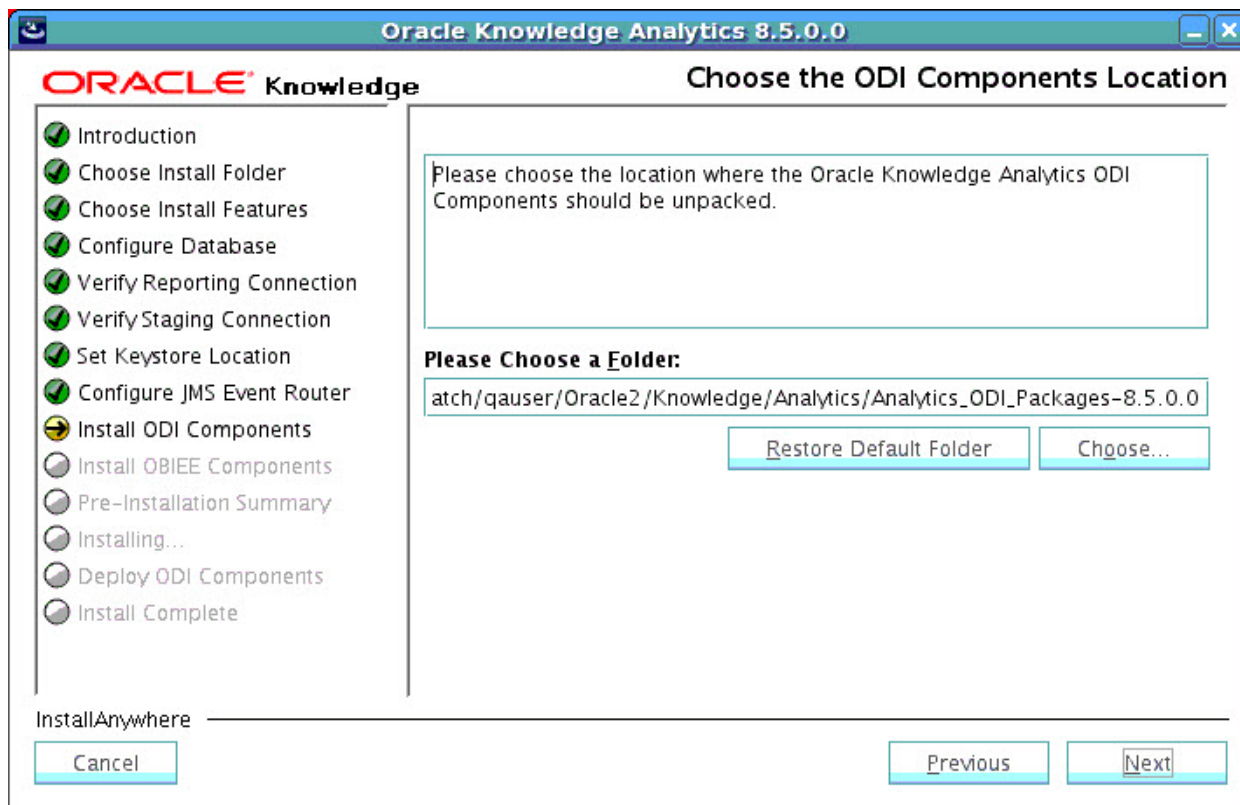 Oracle Knowledge Analytics 8.5.0.0
ORACLE Knowledge
Choose the ODI Components Location
Introduction
Choose Install Folder
Choose Install Features
Configure Database
Verify Reporting Connection
Verify Staging Connection
Set Keystore Location
Configure JMS Event Router
Install ODI Components
Install OBIEE Components
Pre-Installation Summary
Installing...
Deploy ODI Components
Install Complete
Please choose the location where the Oracle Knowledge Analytics ODI
Components should be unpacked.
Please Choose a Folder:
atch/qauser/Oracle2/Knowledge/Analytics/Analytics_ODI_Packages-8.5.0.0
Restore Default Folder
Choose...
InstallAnywhere
Cancel
Previous
Next